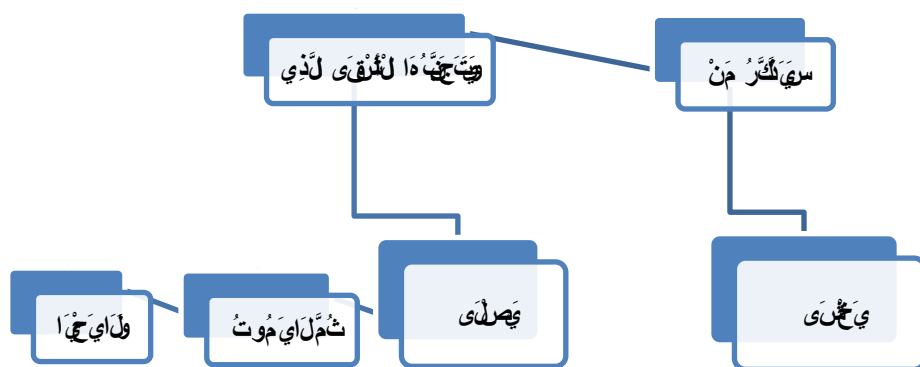 سَيَذَّكَّرُ مَنْ
وَيَتَجَنَّبُهَا الْأَشْقَى الَّذِي
يَخْشَى
يَصْلَى
ثُمَّ لَا يَمُوتُ
وَلَا يَحْيَا